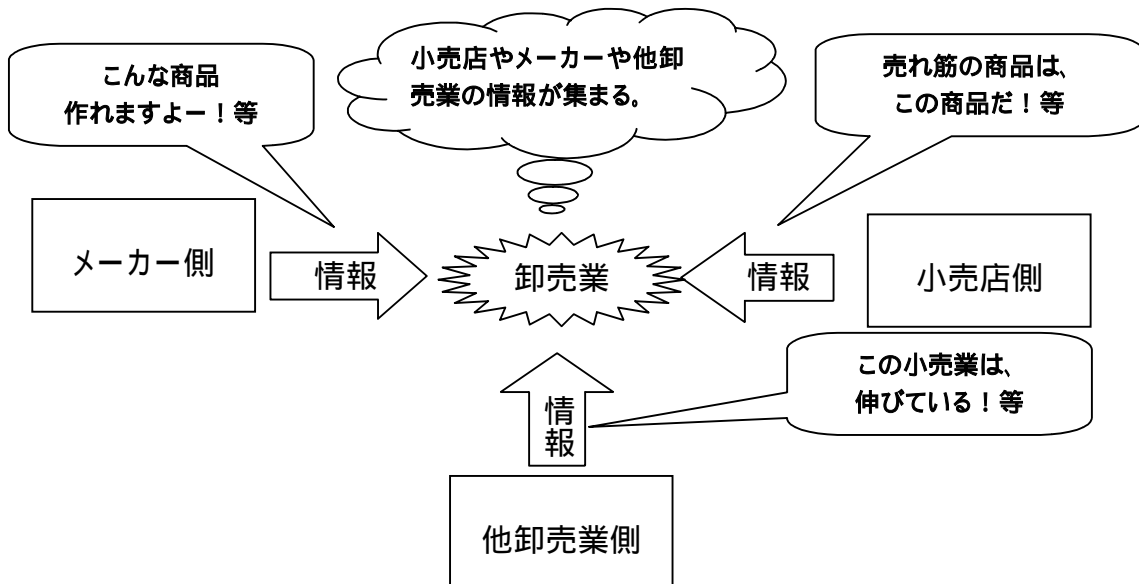 こんな商品
作れますよー！等
小売店やメーカーや他卸
売業の情報が集まる。
売れ筋の商品は、
この商品だ！等
メーカー側
情報
卸売業
情報
小売店側
この小売業は、
伸びている！等
情報
他卸売業側